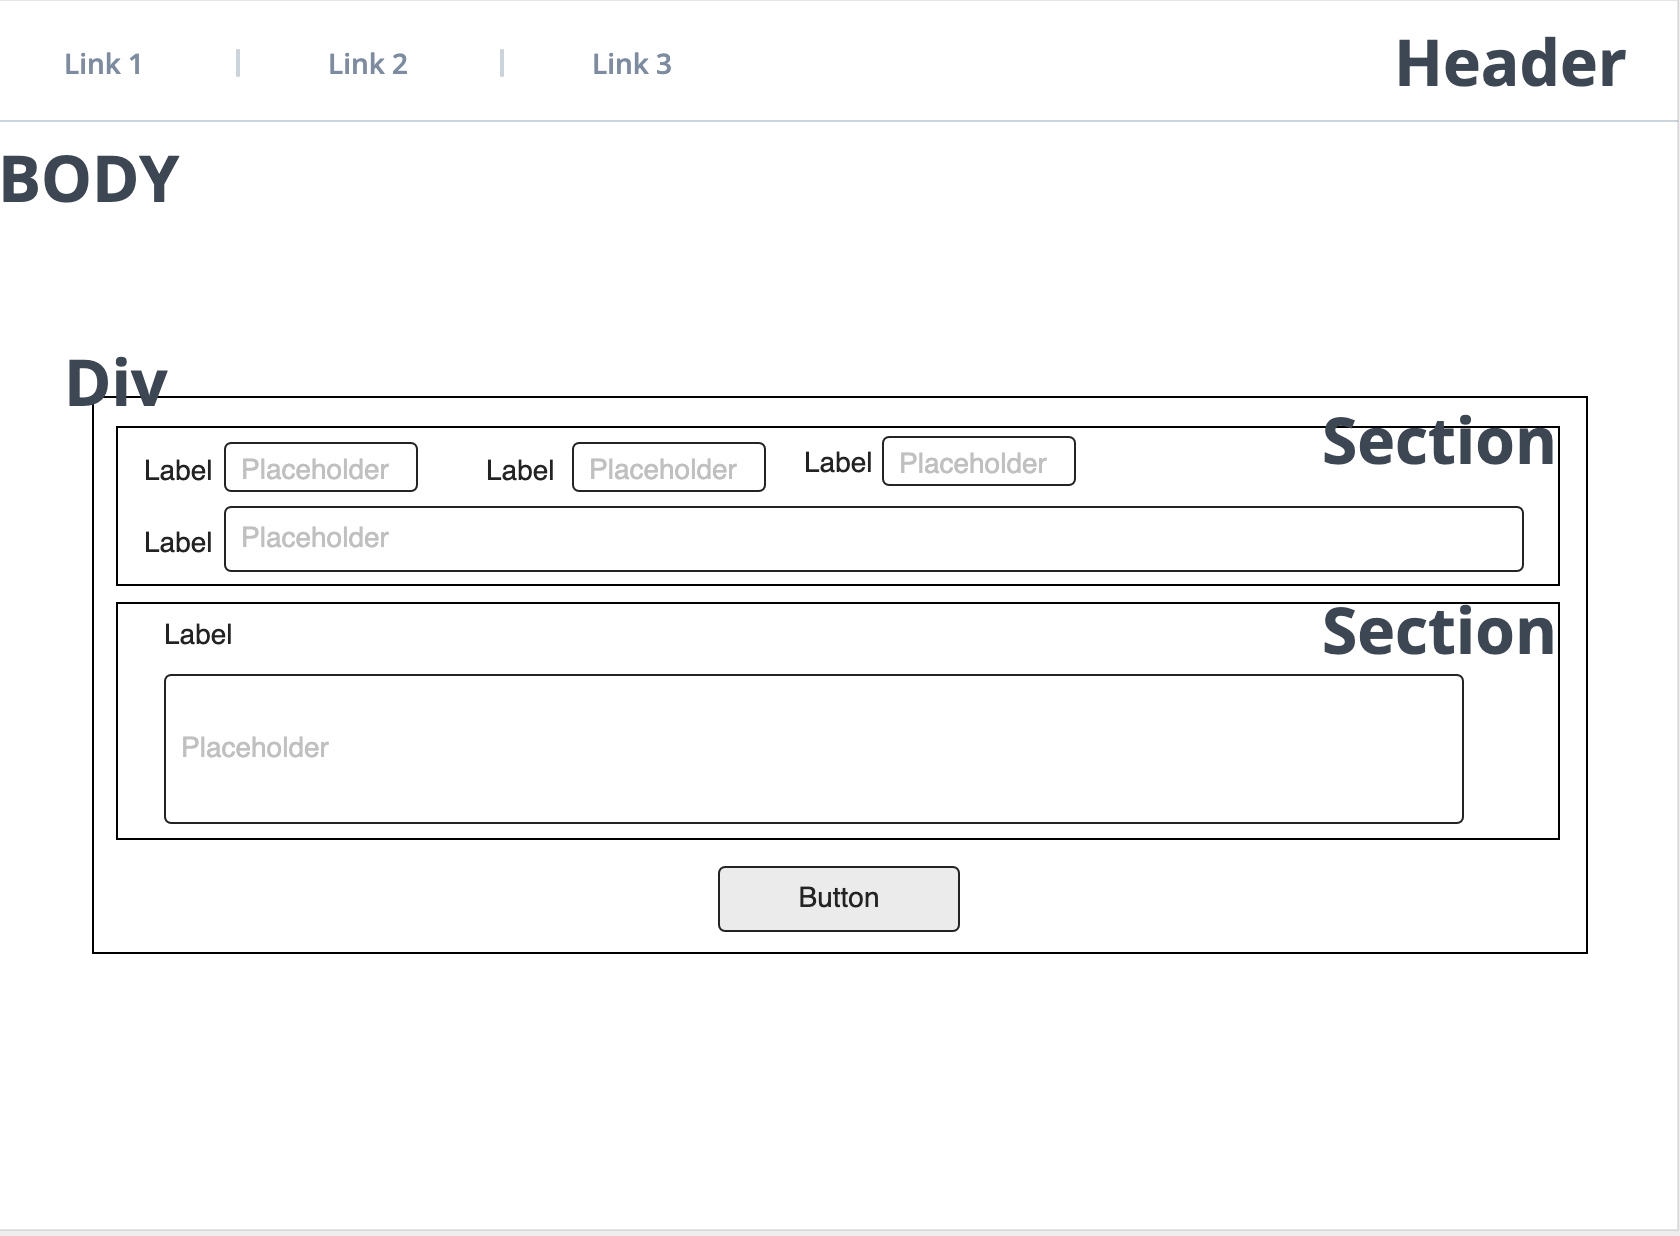 Link 1 | Link 2 | Link 3 Header
BODY
Div
Section
Label Placeholder Label Placeholder Label Placeholder
Label Placeholder
Section
Label
Placeholder
Button